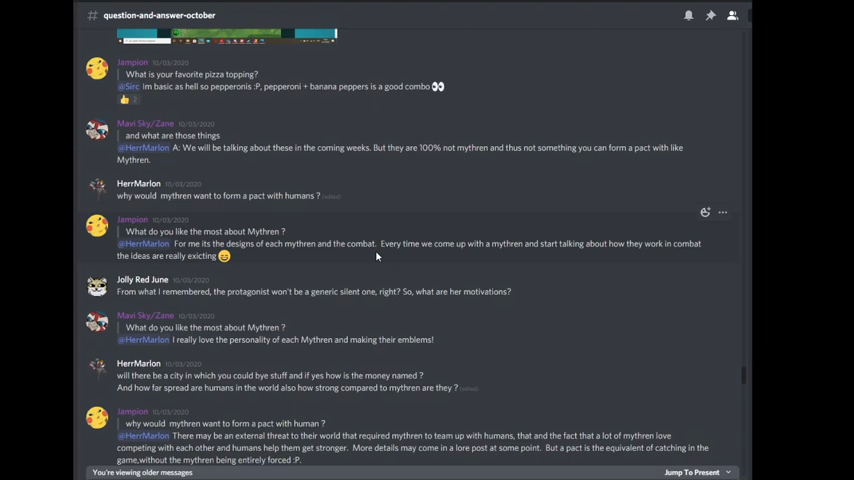 # question-and-answer-october
Jampion 10/03/2020
What is your favorite pizza topping?
@Sirc Im basic as hell so pepperonis :P, pepperoni + banana peppers is a good combo 👀
👍 2
Mavi Sky/Zane 10/03/2020
and what are those things
@HerrMarlon A: We will be talking about these in the coming weeks. But they are 100% not mythren and thus not something you can form a pact with like
Mythren.
HerrMarlon 10/03/2020
why would mythren want to form a pact with humans ? (edited)
Jampion 10/03/2020
What do you like the most about Mythren ?
@HerrMarlon For me its the designs of each mythren and the combat. Every time we come up with a mythren and start talking about how they work in combat
the ideas are really exicting 😄
Jolly Red June 10/03/2020
From what I remembered, the protagonist won't be a generic silent one, right? So, what are her motivations?
Mavi Sky/Zane 10/03/2020
What do you like the most about Mythren ?
@HerrMarlon I really love the personality of each Mythren and making their emblems!
HerrMarlon 10/03/2020
will there be a city in which you could bye stuff and if yes how is the money named ?
And how far spread are humans in the world also how strong compared to mythren are they ? (edited)
Jampion 10/03/2020
why would mythren want to form a pact with human ?
@HerrMarlon There may be an external threat to their world that required mythren to team up with humans, that and the fact that a lot of mythren love
competing with each other and humans help them get stronger. More details may come in a lore post at some point. But a pact is the equivalent of catching in the
game,without the mythren being entirely forced :P.
You're viewing older messages
Jump To Present